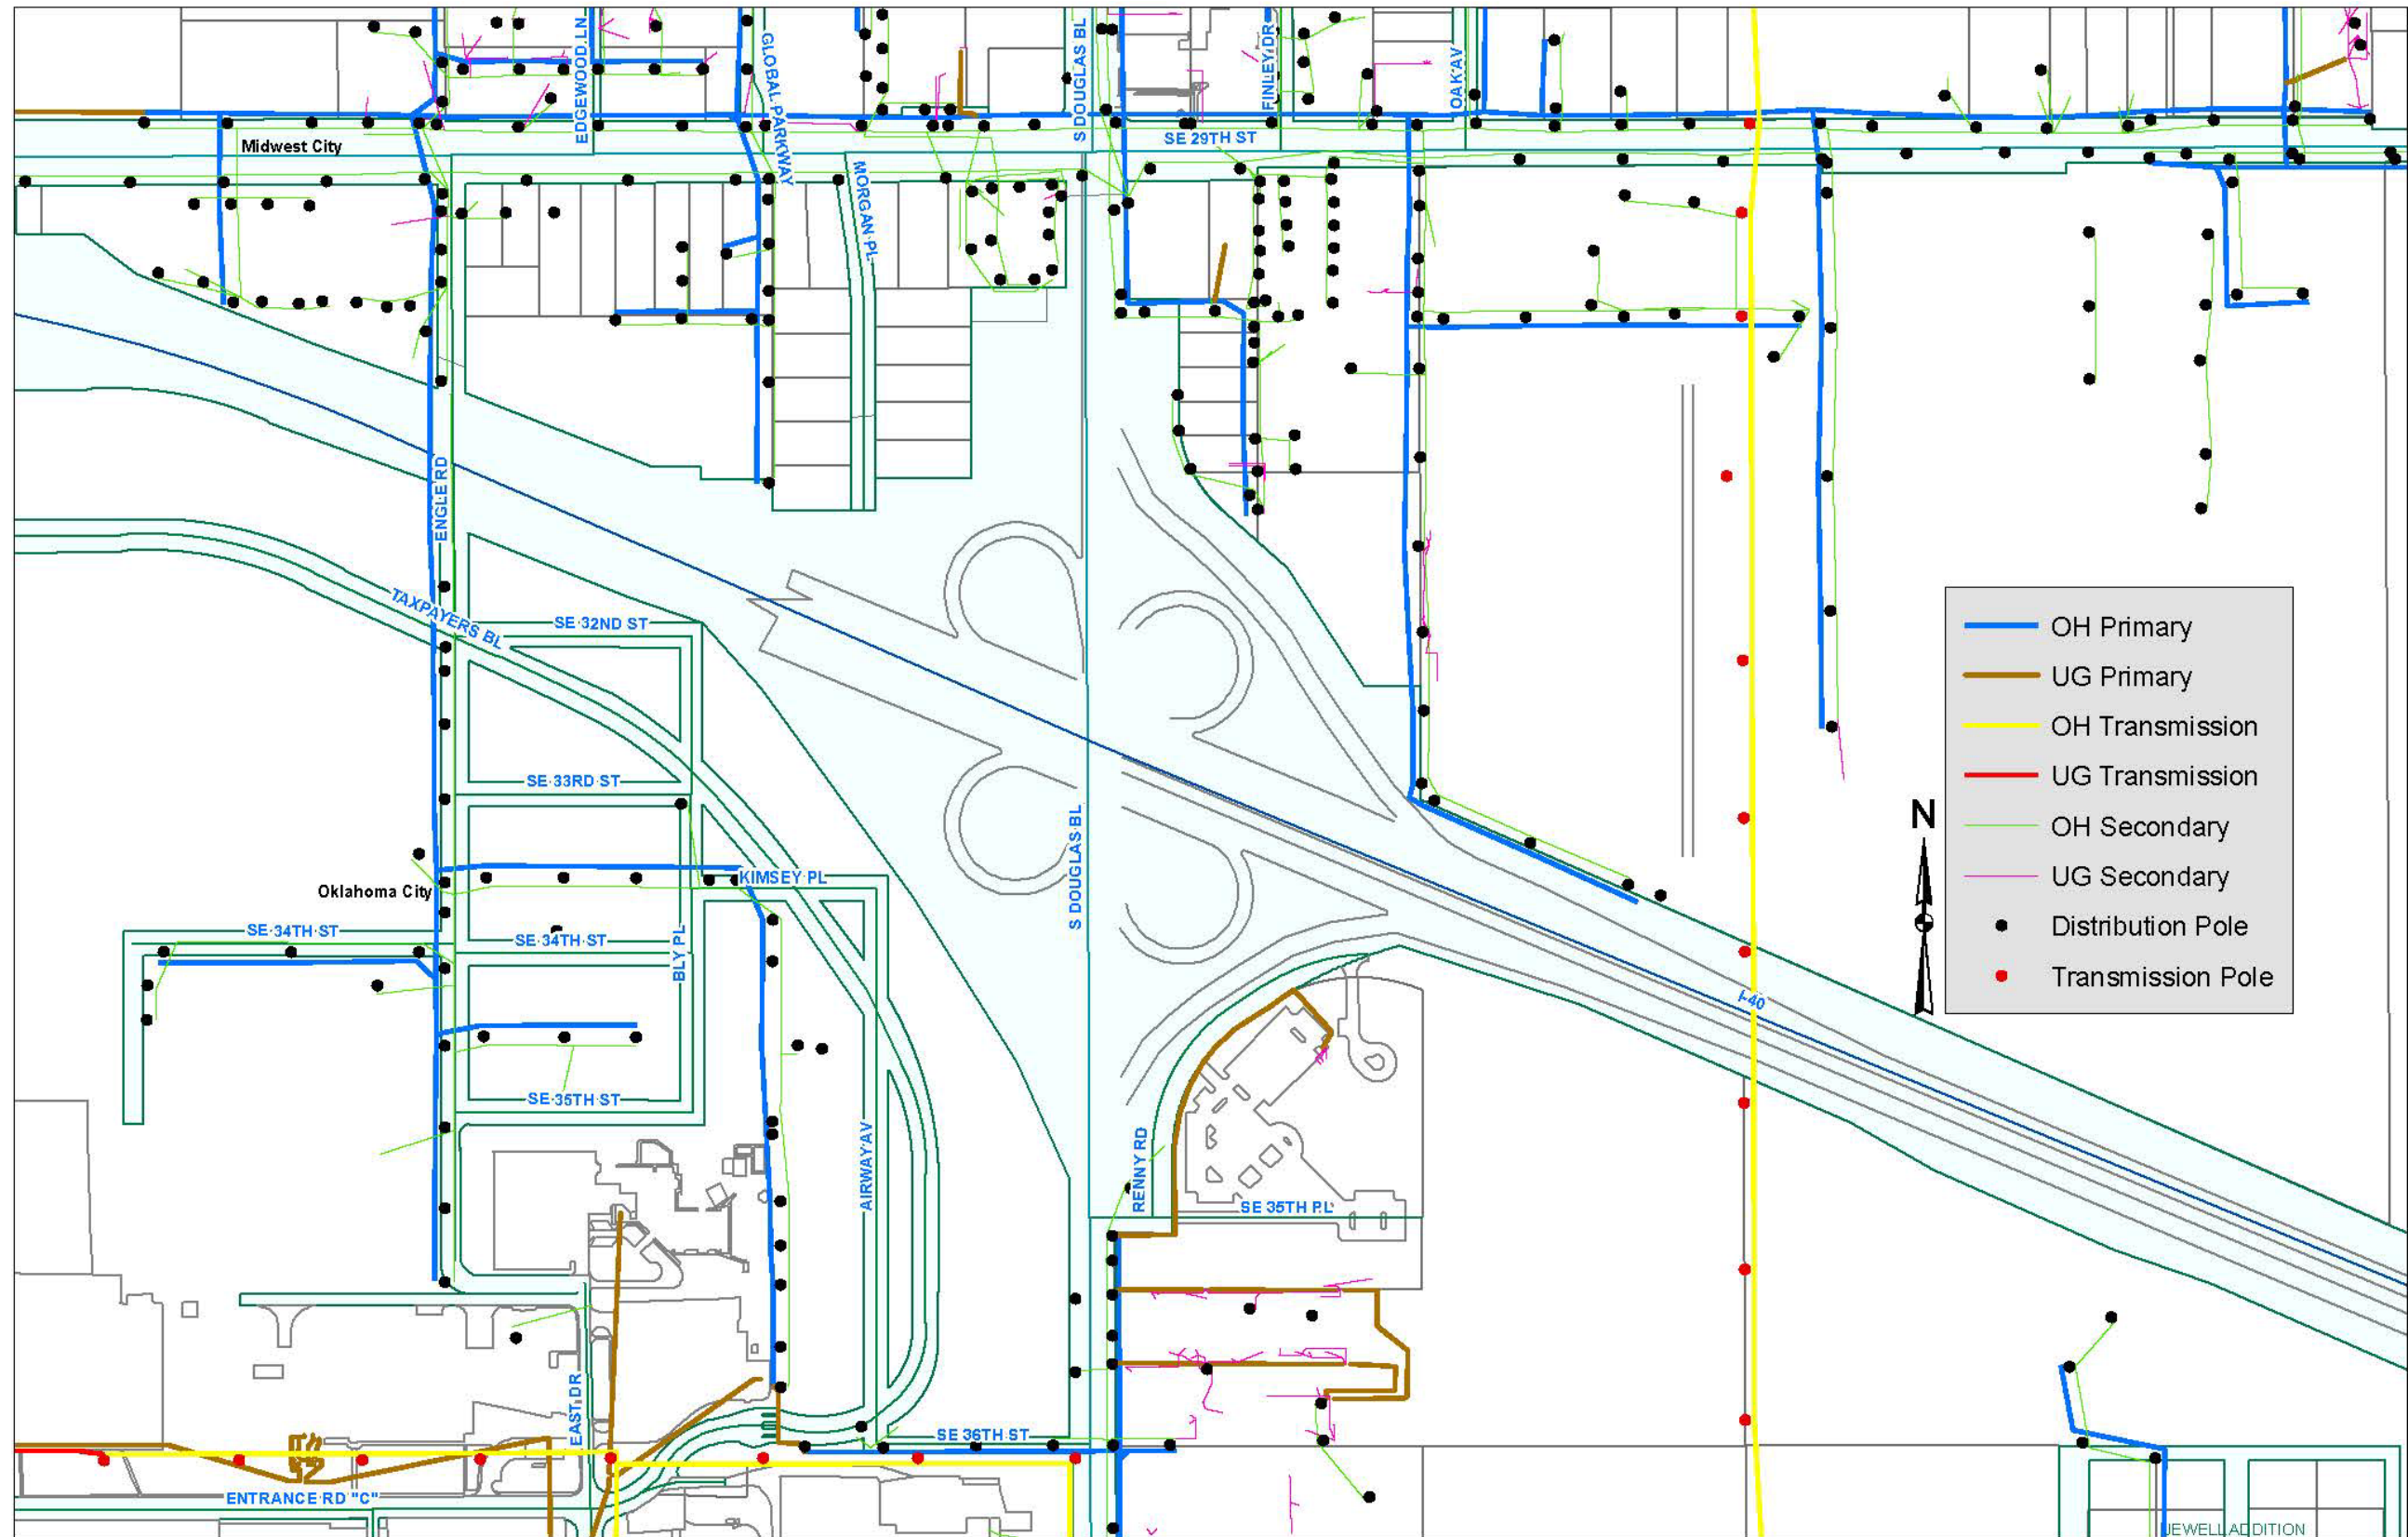 EDGEWOOD LN
GLOBAL PARKWAY
S DOUGLAS BL
FINLEY DR
OAK AV
SE 29TH ST
Midwest City
MORGAN PL
ENGLE RD
TAXPAYERS BL
SE 32ND ST
SE 33RD ST
S DOUGLAS BL
KIMSEY PL
Oklahoma City
SE 34TH ST
SE 34TH ST
BLY PL
SE 35TH ST
AIRWAY AV
RENNY RD
SE 35TH PL
I-40
EAST DR
SE 36TH ST
ENTRANCE RD "C"
JEWELL ADDITION
N
OH Primary
UG Primary
OH Transmission
UG Transmission
OH Secondary
UG Secondary
Distribution Pole
Transmission Pole